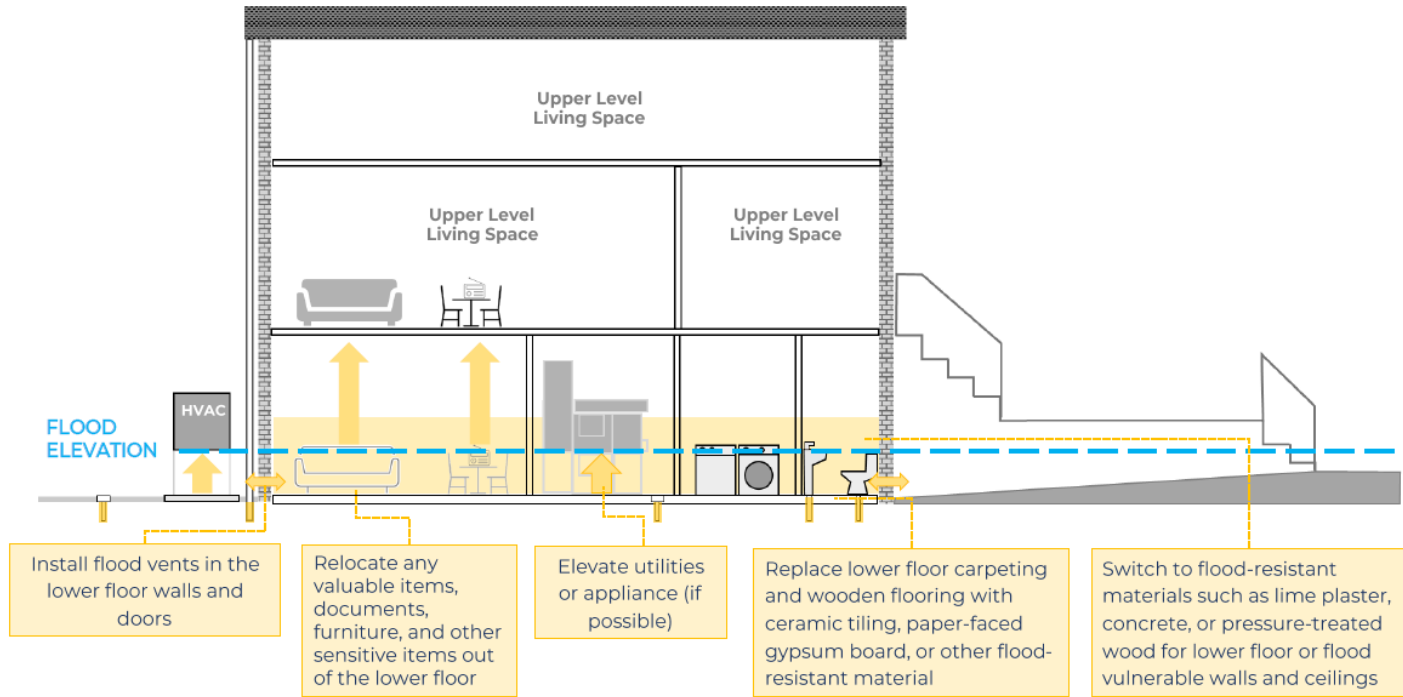 Upper Level
Living Space
Upper Level
Living Space
Upper Level
Living Space
HVAC
FLOOD
ELEVATION
Install flood vents in the
lower floor walls and
doors
Relocate any
valuable items,
documents,
furniture, and other
sensitive items out
of the lower floor
Elevate utilities
or appliance (if
possible)
Replace lower floor carpeting
and wooden flooring with
ceramic tiling, paper-faced
gypsum board, or other flood-
resistant material
Switch to flood-resistant
materials such as lime plaster,
concrete, or pressure-treated
wood for lower floor or flood
vulnerable walls and ceilings